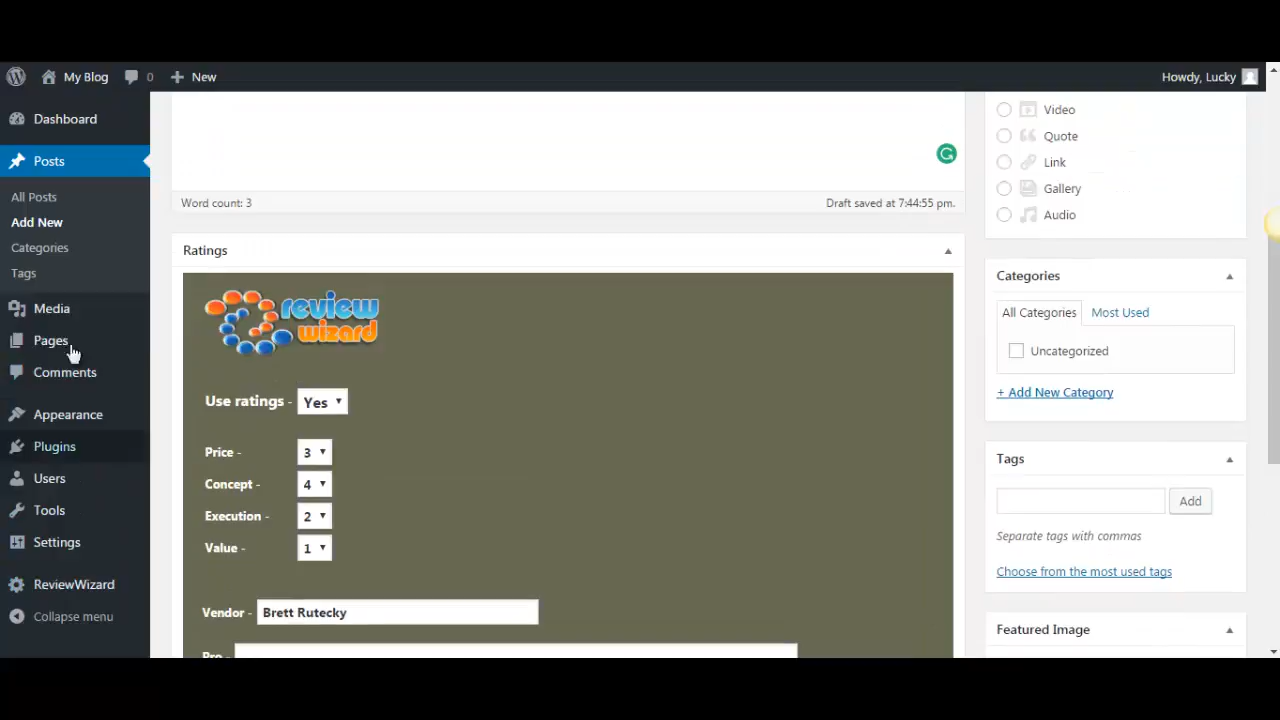 My Blog
0
New
Howdy, Lucky
Dashboard
Posts
All Posts
Add New
Categories
Tags
Media
Pages
Comments
Appearance
Plugins
Users
Tools
Settings
ReviewWizard
Collapse menu
Word count: 3
Draft saved at 7:44:55 pm.
Ratings
review
wizard
Use ratings - Yes
Price - 3
Concept - 4
Execution - 2
Value - 1
Vendor - Brett Rutecky
Pro -
Video
Quote
Link
Gallery
Audio
Categories
All Categories Most Used
Uncategorized
+ Add New Category
Tags
Add
Separate tags with commas
Choose from the most used tags
Featured Image